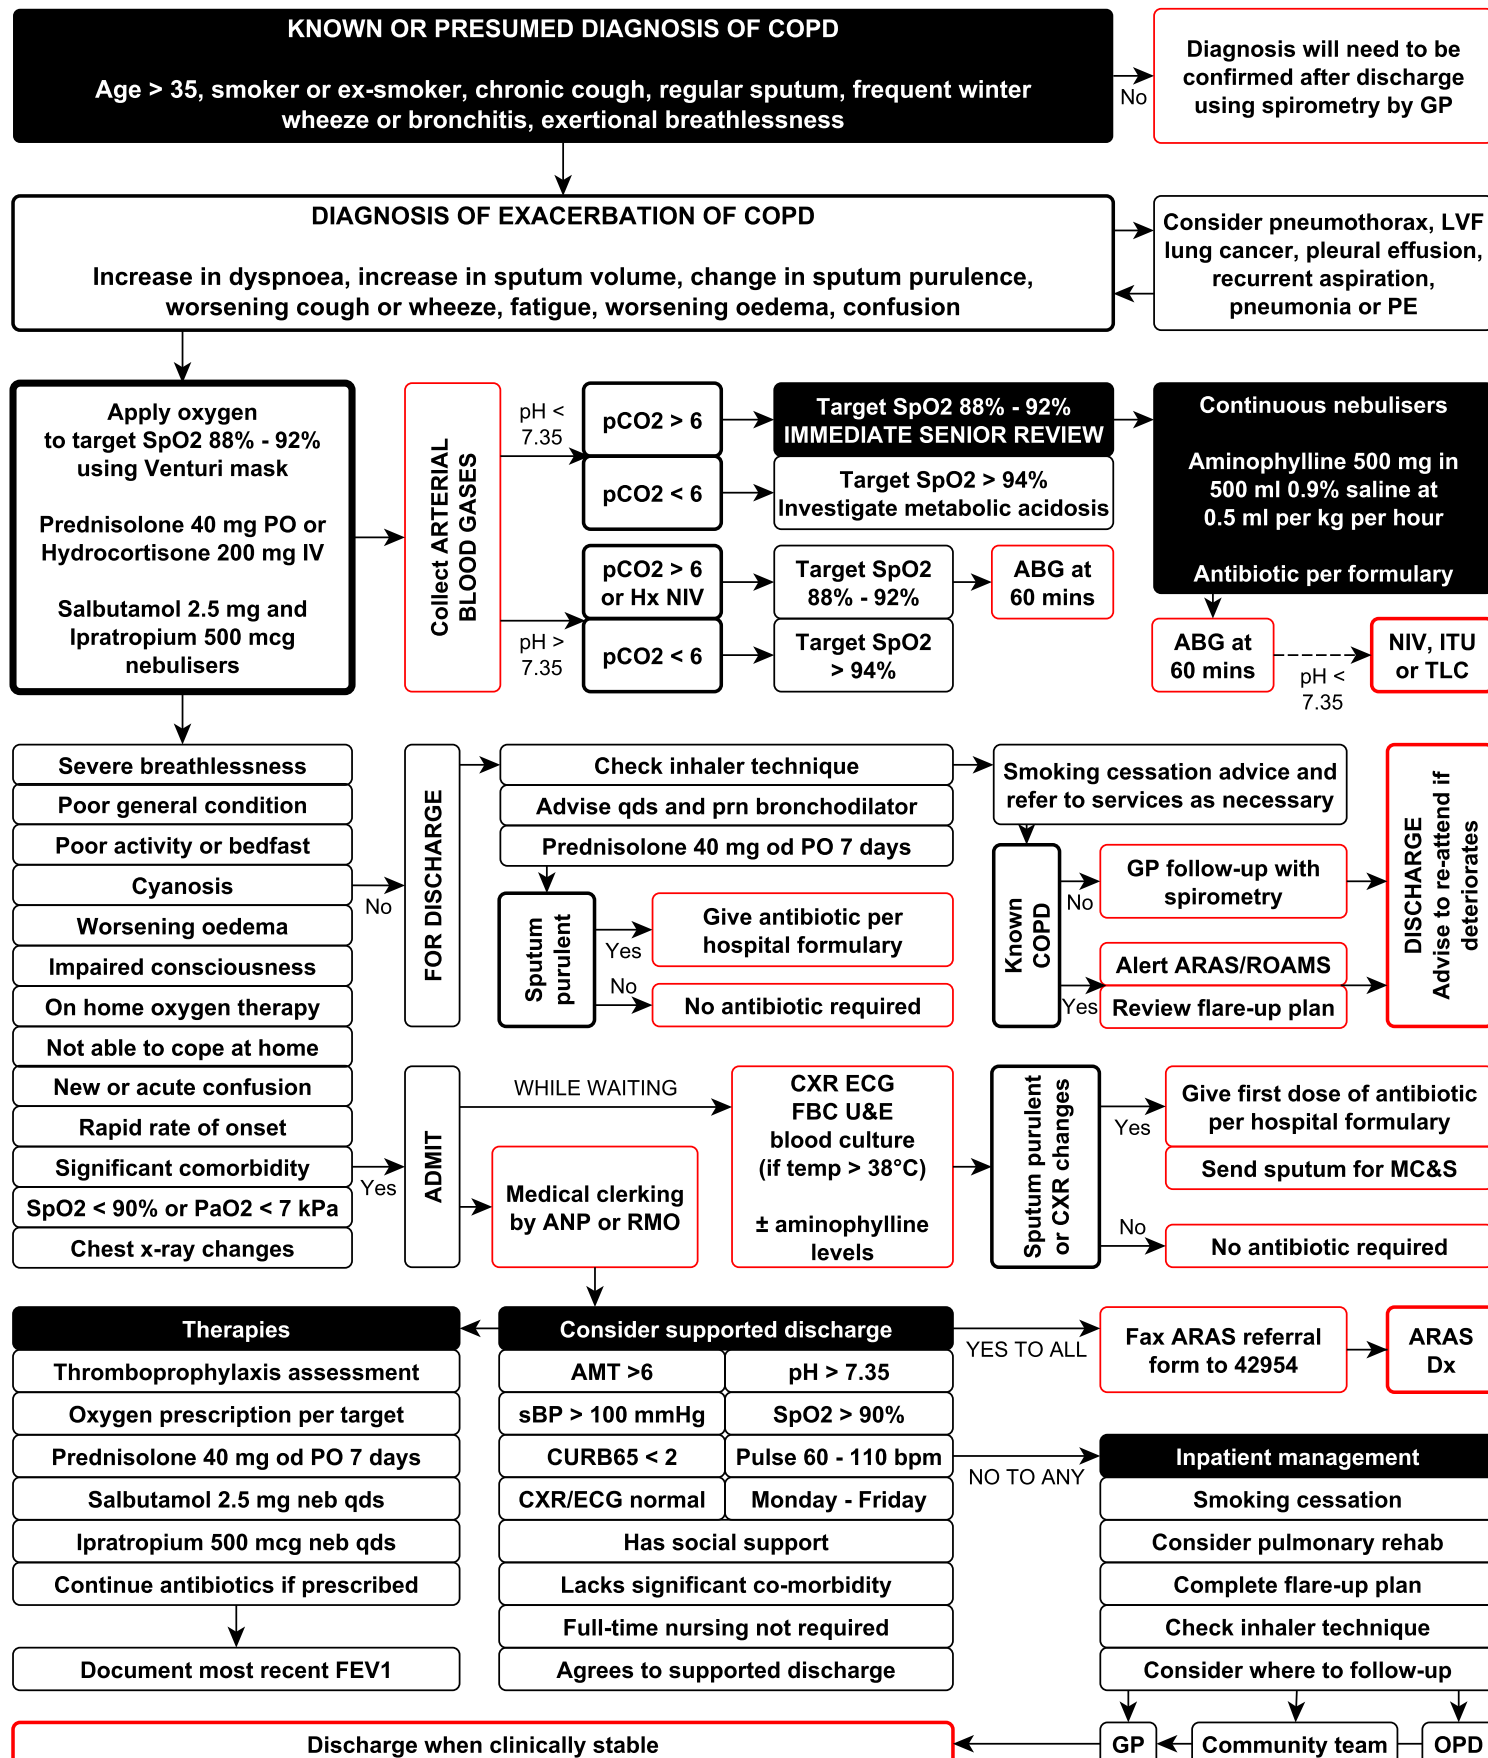 KNOWN OR PRESUMED DIAGNOSIS OF COPD
Age > 35, smoker or ex-smoker, chronic cough, regular sputum, frequent winter
wheeze or bronchitis, exertional breathlessness
No
Diagnosis will need to be
confirmed after discharge
using spirometry by GP
DIAGNOSIS OF EXACERBATION OF COPD
Increase in dyspnoea, increase in sputum volume, change in sputum purulence,
worsening cough or wheeze, fatigue, worsening oedema, confusion
Consider pneumothorax, LVF
lung cancer, pleural effusion,
recurrent aspiration,
pneumonia or PE
Apply oxygen
to target SpO2 88% - 92%
using Venturi mask
Prednisolone 40 mg PO or
Hydrocortisone 200 mg IV
Salbutamol 2.5 mg and
Ipratropium 500 mcg
nebulisers
Collect ARTERIAL
BLOOD GASES
pH <
7.35
pCO2 > 6
Target SpO2 88% - 92%
IMMEDIATE SENIOR REVIEW
pCO2 < 6
Target SpO2 > 94%
Investigate metabolic acidosis
pH >
7.35
pCO2 > 6
or Hx NIV
Target SpO2
88% - 92%
ABG at
60 mins
pCO2 < 6
Target SpO2
> 94%
Continuous nebulisers
Aminophylline 500 mg in
500 ml 0.9% saline at
0.5 ml per kg per hour
Antibiotic per formulary
ABG at
60 mins
pH <
7.35
NIV, ITU
or TLC
Severe breathlessness
Poor general condition
Poor activity or bedfast
Cyanosis
Worsening oedema
Impaired consciousness
On home oxygen therapy
Not able to cope at home
New or acute confusion
Rapid rate of onset
Significant comorbidity
SpO2 < 90% or PaO2 < 7 kPa
Chest x-ray changes
No
FOR DISCHARGE
Check inhaler technique
Advise qds and prn bronchodilator
Prednisolone 40 mg od PO 7 days
Sputum
purulent
Yes
Give antibiotic per
hospital formulary
No
No antibiotic required
Smoking cessation advice and
refer to services as necessary
Known
COPD
No
GP follow-up with
spirometry
Yes
Alert ARAS/ROAMS
Review flare-up plan
DISCHARGE
Advise to re-attend if
deteriorates
Yes
ADMIT
WHILE WAITING
Medical clerking
by ANP or RMO
CXR ECG
FBC U&E
blood culture
(if temp > 38°C)
± aminophylline
levels
Sputum purulent
or CXR changes
Yes
Give first dose of antibiotic
per hospital formulary
Send sputum for MC&S
No
No antibiotic required
Therapies
Thromboprophylaxis assessment
Oxygen prescription per target
Prednisolone 40 mg od PO 7 days
Salbutamol 2.5 mg neb qds
Ipratropium 500 mcg neb qds
Continue antibiotics if prescribed
Document most recent FEV1
Consider supported discharge
AMT >6
pH > 7.35
sBP > 100 mmHg
SpO2 > 90%
CURB65 < 2
Pulse 60 - 110 bpm
CXR/ECG normal
Monday - Friday
Has social support
Lacks significant co-morbidity
Full-time nursing not required
Agrees to supported discharge
YES TO ALL
Fax ARAS referral
form to 42954
ARAS
Dx
NO TO ANY
Inpatient management
Smoking cessation
Consider pulmonary rehab
Complete flare-up plan
Check inhaler technique
Consider where to follow-up
GP
Community team
OPD
Discharge when clinically stable